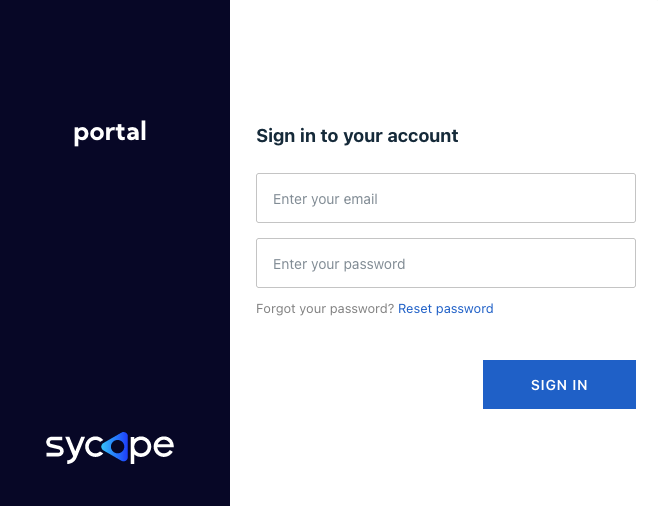 portal
sycope
Sign in to your account
Enter your email
Enter your password
Forgot your password? Reset password
SIGN IN